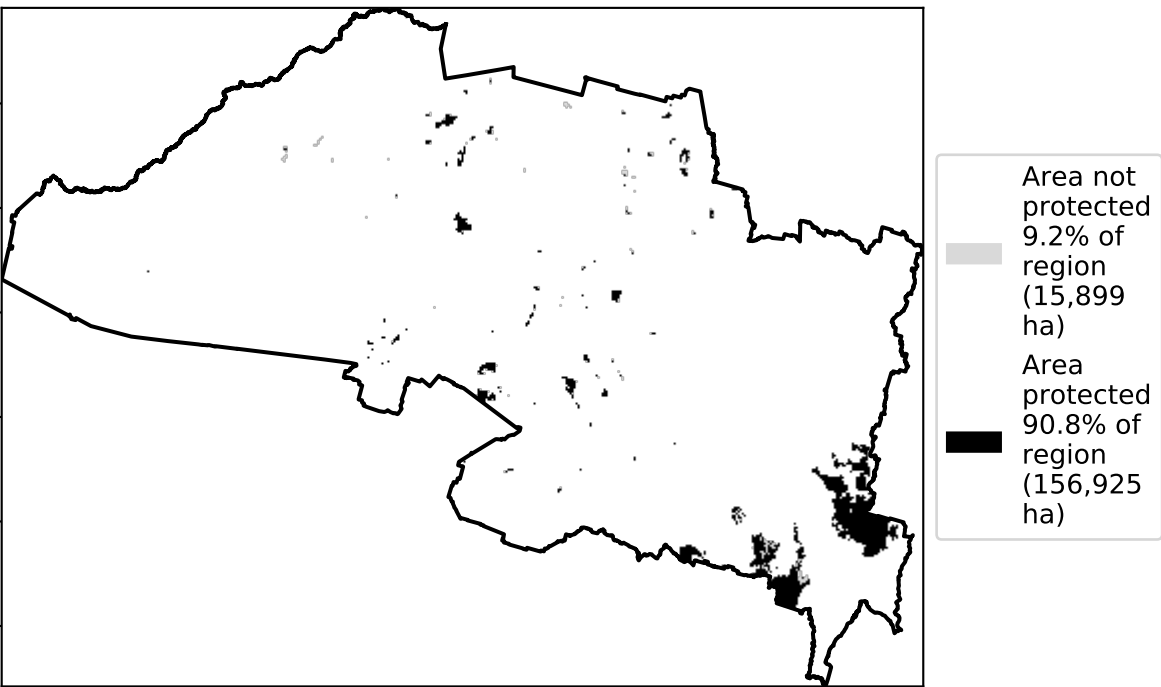 Area not
protected
9.2% of
region
(15,899
ha)
Area
protected
90.8% of
region
(156,925
ha)